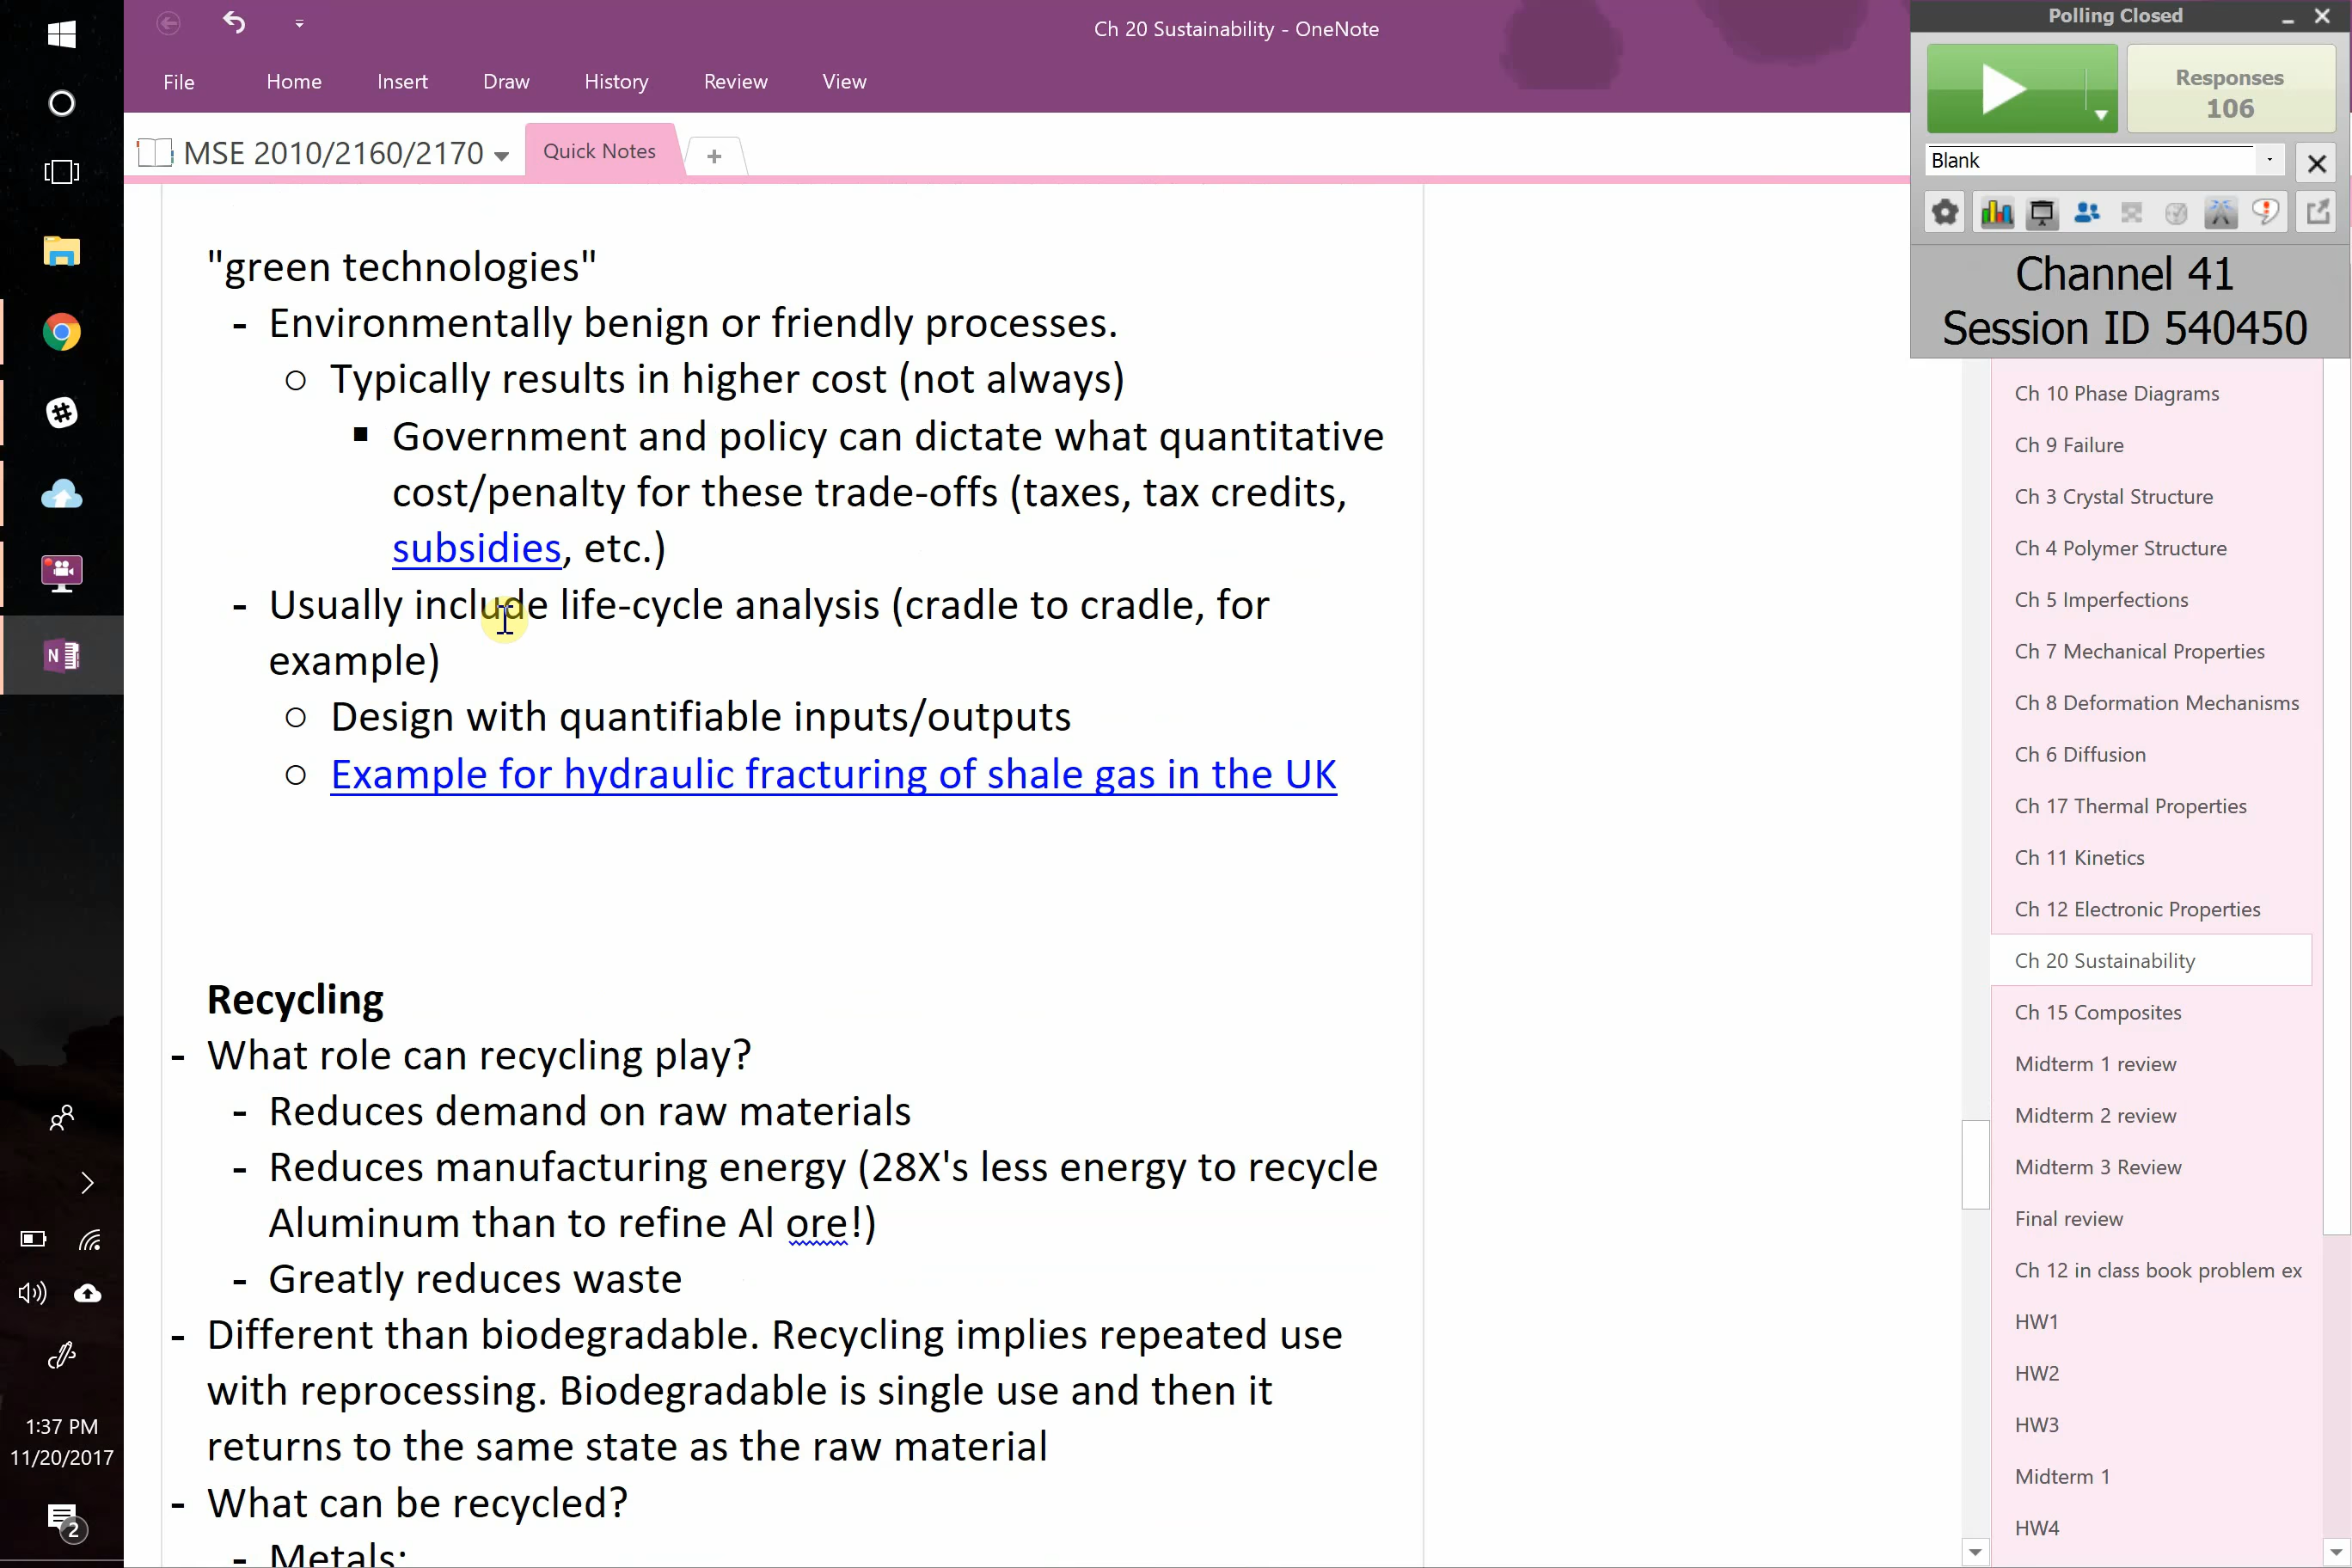 Ch 20 Sustainability - OneNote
File Home Insert Draw History Review View
MSE 2010/2160/2170
Quick Notes
+
"green technologies"
- Environmentally benign or friendly processes.
○ Typically results in higher cost (not always)
▪ Government and policy can dictate what quantitative
cost/penalty for these trade-offs (taxes, tax credits,
subsidies, etc.)
- Usually include life-cycle analysis (cradle to cradle, for
example)
○ Design with quantifiable inputs/outputs
○ Example for hydraulic fracturing of shale gas in the UK
Recycling
- What role can recycling play?
- Reduces demand on raw materials
- Reduces manufacturing energy (28X's less energy to recycle
Aluminum than to refine Al ore!)
- Greatly reduces waste
- Different than biodegradable. Recycling implies repeated use
with reprocessing. Biodegradable is single use and then it
returns to the same state as the raw material
- What can be recycled?
- Metals:
Polling Closed
Responses
106
Blank
Channel 41
Session ID 540450
Ch 10 Phase Diagrams
Ch 9 Failure
Ch 3 Crystal Structure
Ch 4 Polymer Structure
Ch 5 Imperfections
Ch 7 Mechanical Properties
Ch 8 Deformation Mechanisms
Ch 6 Diffusion
Ch 17 Thermal Properties
Ch 11 Kinetics
Ch 12 Electronic Properties
Ch 20 Sustainability
Ch 15 Composites
Midterm 1 review
Midterm 2 review
Midterm 3 Review
Final review
Ch 12 in class book problem ex
HW1
HW2
HW3
Midterm 1
HW4
N
1:37 PM
11/20/2017
2